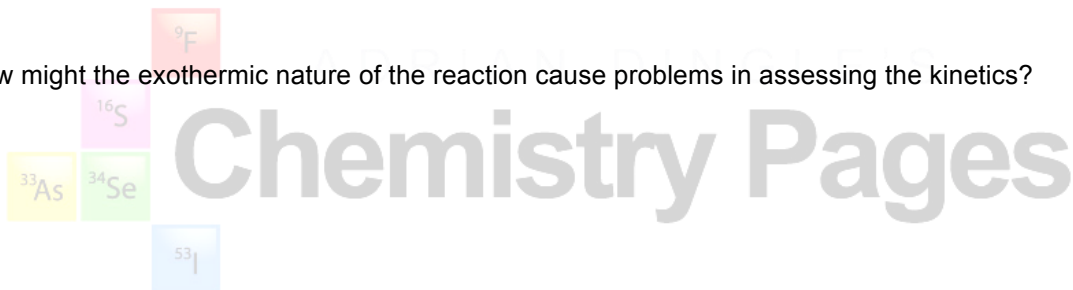 ⁹F
w might the exothermic nature of the reaction cause problems in assessing the kinetics?
¹⁶S
Chemistry Pages
³³As ³⁴Se
⁵³I